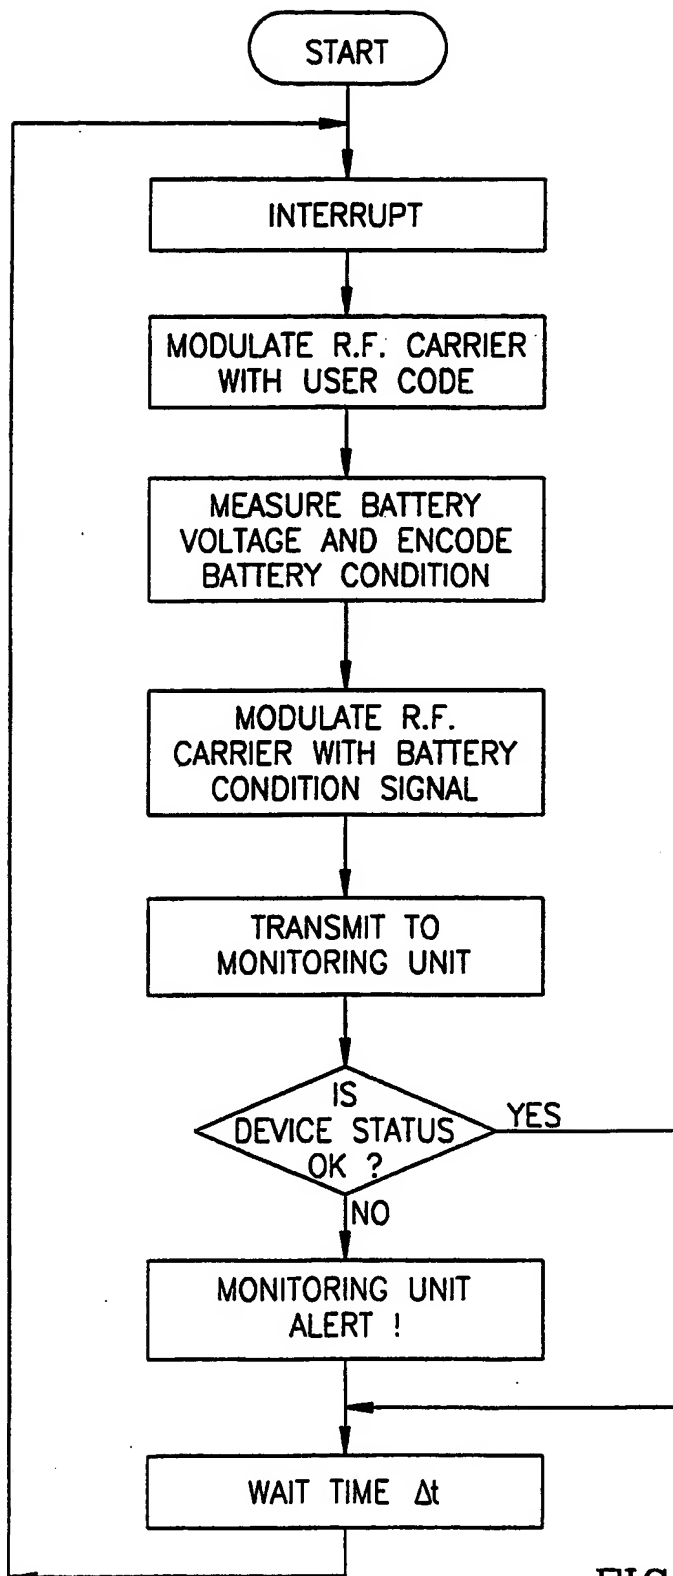 START
INTERRUPT
MODULATE R.F. CARRIER
WITH USER CODE
MEASURE BATTERY
VOLTAGE AND ENCODE
BATTERY CONDITION
MODULATE R.F.
CARRIER WITH BATTERY
CONDITION SIGNAL
TRANSMIT TO
MONITORING UNIT
IS
DEVICE STATUS
OK ?
YES
NO
MONITORING UNIT
ALERT !
WAIT TIME Δt